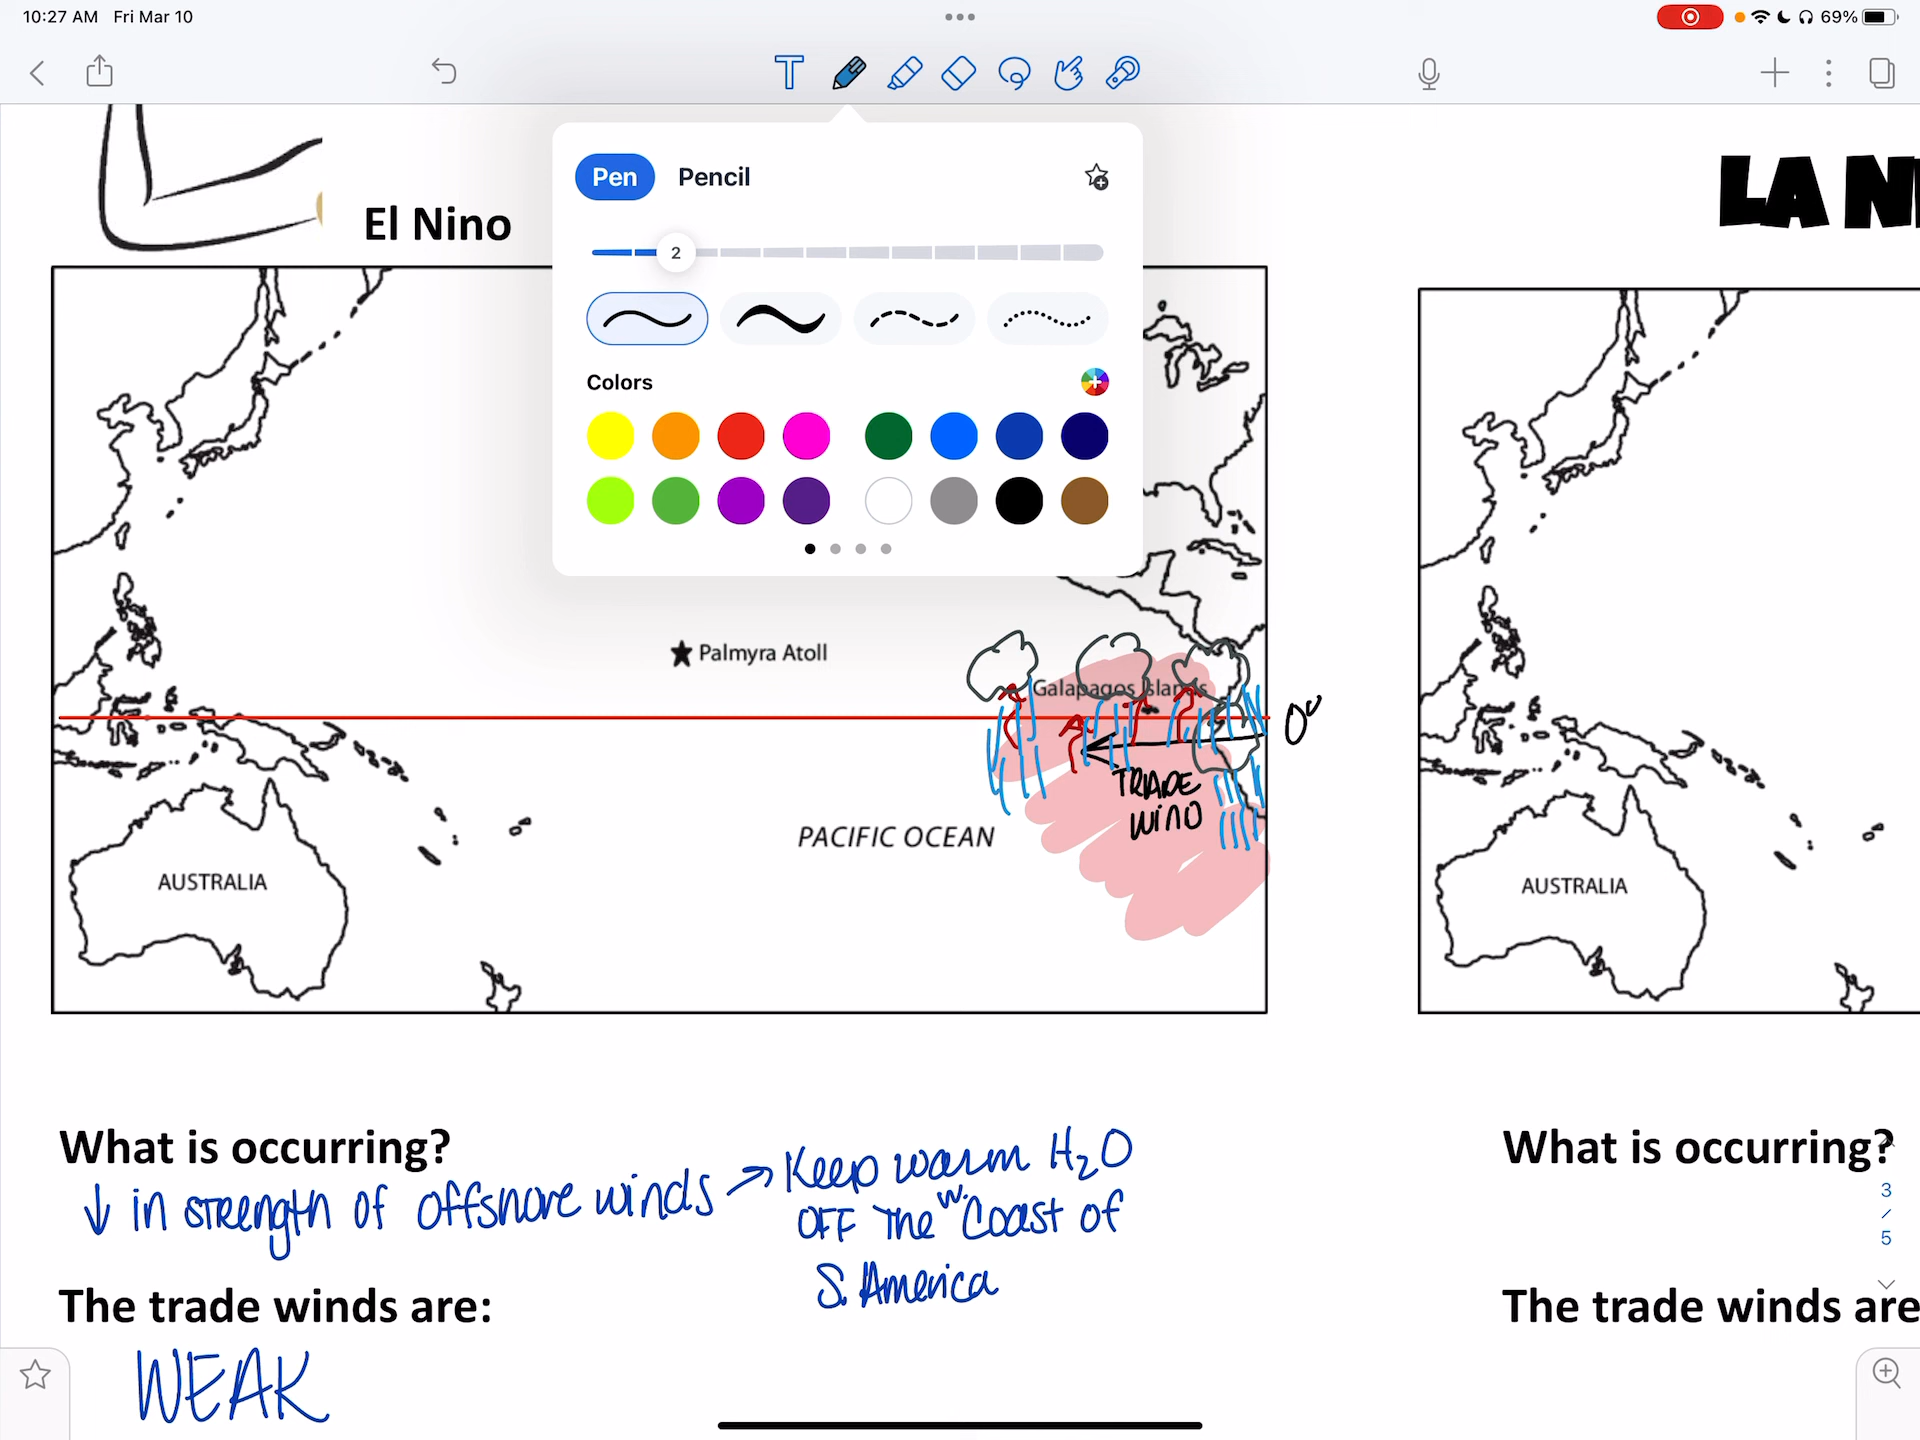 10:27 AM Fri Mar 10
69%
T
Pen Pencil
2
Colors
El Nino
LA NI
Palmyra Atoll
Galapagos Islands
0°
TRADE
WIND
PACIFIC OCEAN
AUSTRALIA
AUSTRALIA
What is occurring?
↓ in strength of offshore winds → Keep warm H₂O
OFF The W. Coast of
S. America
The trade winds are:
WEAK
What is occurring?
3
/
5
The trade winds are